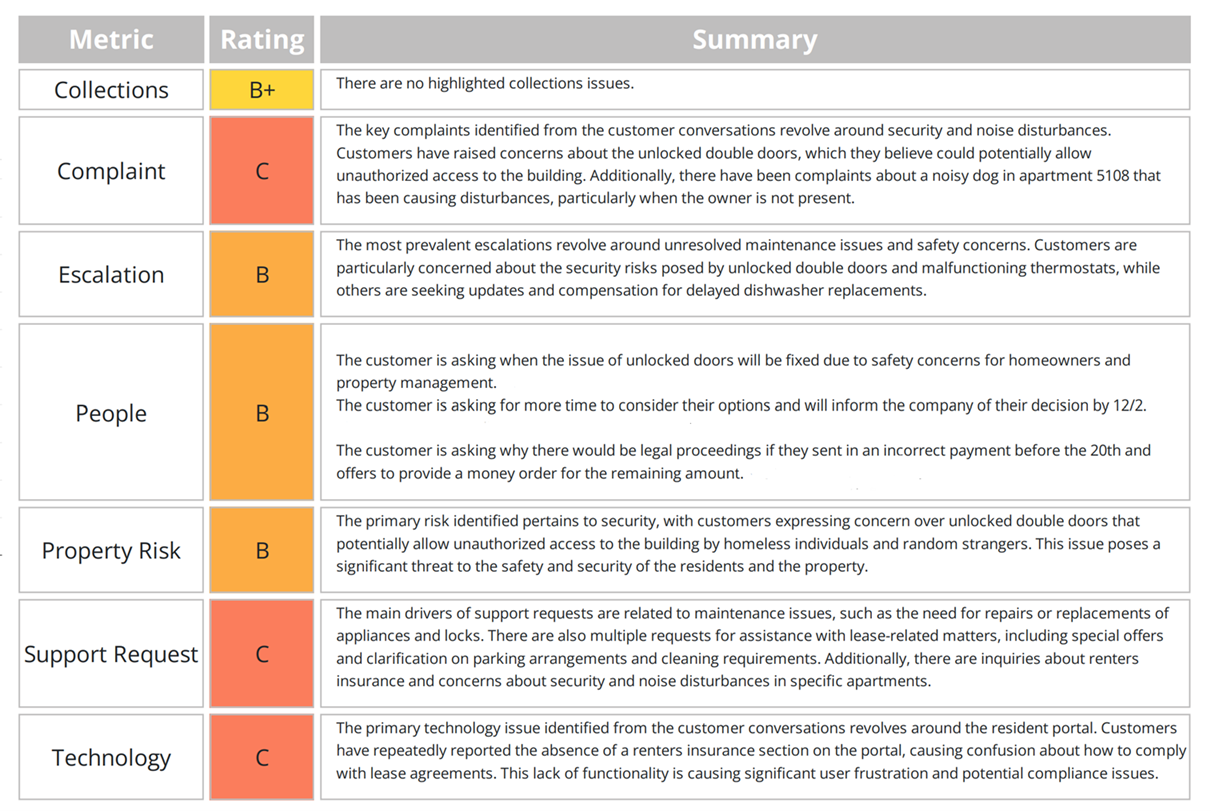 Metric Rating Summary
Collections B+ There are no highlighted collections issues.
Complaint C
The key complaints identified from the customer conversations revolve around security and noise disturbances.
Customers have raised concerns about the unlocked double doors, which they believe could potentially allow
unauthorized access to the building. Additionally, there have been complaints about a noisy dog in apartment 5108 that
has been causing disturbances, particularly when the owner is not present.
Escalation B
The most prevalent escalations revolve around unresolved maintenance issues and safety concerns. Customers are
particularly concerned about the security risks posed by unlocked double doors and malfunctioning thermostats, while
others are seeking updates and compensation for delayed dishwasher replacements.
People B
The customer is asking when the issue of unlocked doors will be fixed due to safety concerns for homeowners and
property management.
The customer is asking for more time to consider their options and will inform the company of their decision by 12/2.
The customer is asking why there would be legal proceedings if they sent in an incorrect payment before the 20th and
offers to provide a money order for the remaining amount.
Property Risk B
The primary risk identified pertains to security, with customers expressing concern over unlocked double doors that
potentially allow unauthorized access to the building by homeless individuals and random strangers. This issue poses a
significant threat to the safety and security of the residents and the property.
Support Request C
The main drivers of support requests are related to maintenance issues, such as the need for repairs or replacements of
appliances and locks. There are also multiple requests for assistance with lease-related matters, including special offers
and clarification on parking arrangements and cleaning requirements. Additionally, there are inquiries about renters
insurance and concerns about security and noise disturbances in specific apartments.
Technology C
The primary technology issue identified from the customer conversations revolves around the resident portal. Customers
have repeatedly reported the absence of a renters insurance section on the portal, causing confusion about how to comply
with lease agreements. This lack of functionality is causing significant user frustration and potential compliance issues.